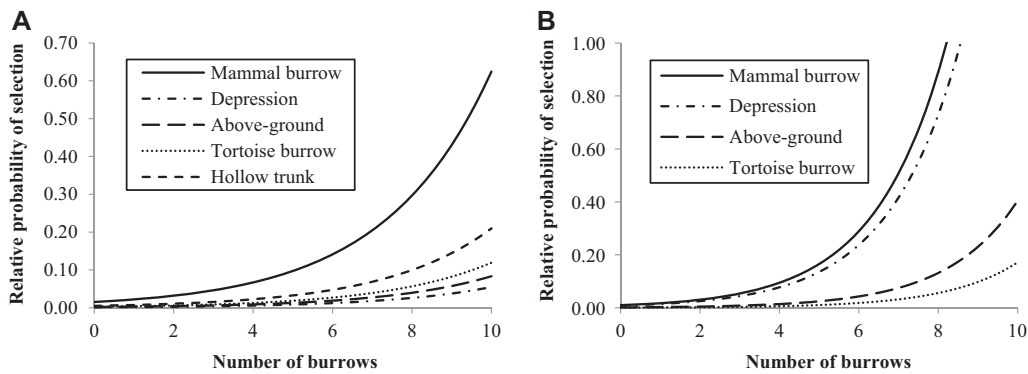 A
Relative probability of selection
0.70
0.60
0.50
0.40
0.30
0.20
0.10
0.00
Mammal burrow
Depression
Above-ground
Tortoise burrow
Hollow trunk
0 2 4 6 8 10
Number of burrows
B
Relative probability of selection
1.00
0.80
0.60
0.40
0.20
0.00
Mammal burrow
Depression
Above-ground
Tortoise burrow
0 2 4 6 8 10
Number of burrows